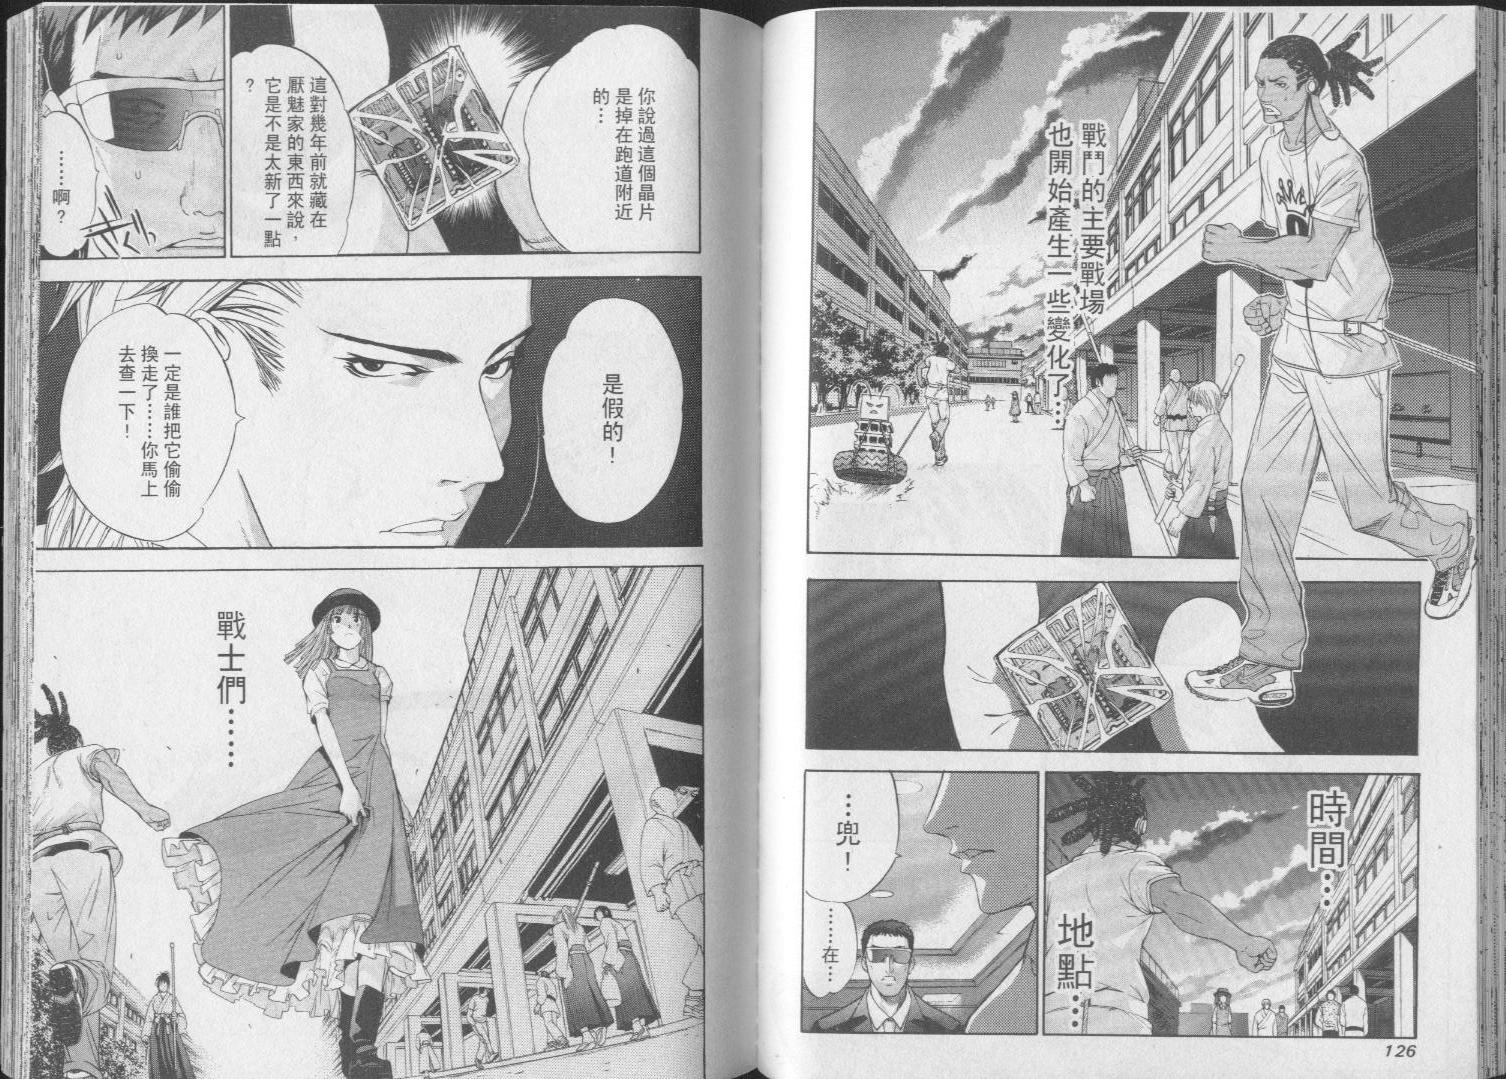 戰鬥的主要戰場
也開始產生一些變化了…
時間…
地點…
…兜！
……在…
126
你說過這個晶片
是掉在跑道附近
的…
這對幾年前就藏在
厭魅家的東西來說，
它是不是太新了一點
？
……啊？
是假的！
一定是誰把它偷偷
換走了……你馬上
去查一下！
戰士們……